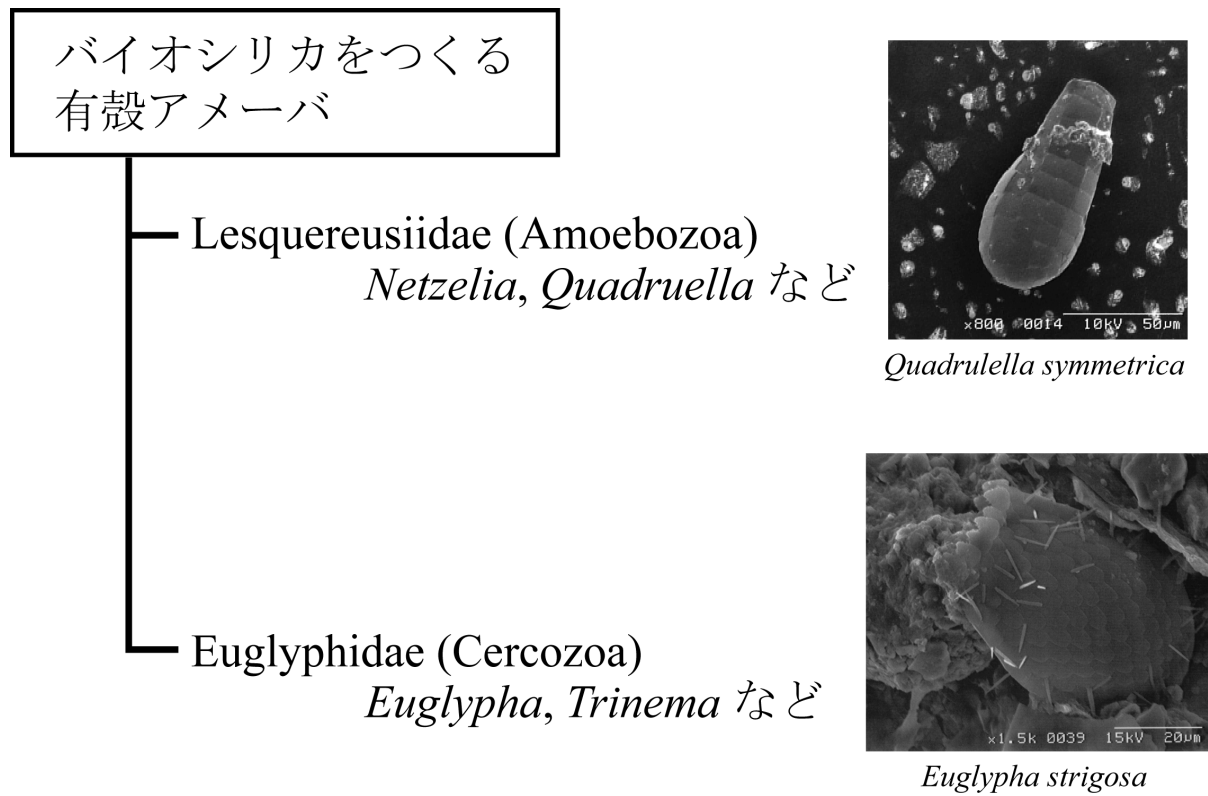 バイオシリカをつくる
有殻アメーバ
Lesquereusiidae (Amoebozoa)
Netzelia, Quadruella など
x800 0014 10kV 50μm
Quadrulella symmetrica
Euglyphidae (Cercozoa)
Euglypha, Trinema など
x1.5k 0039 15kV 20μm
Euglypha strigosa